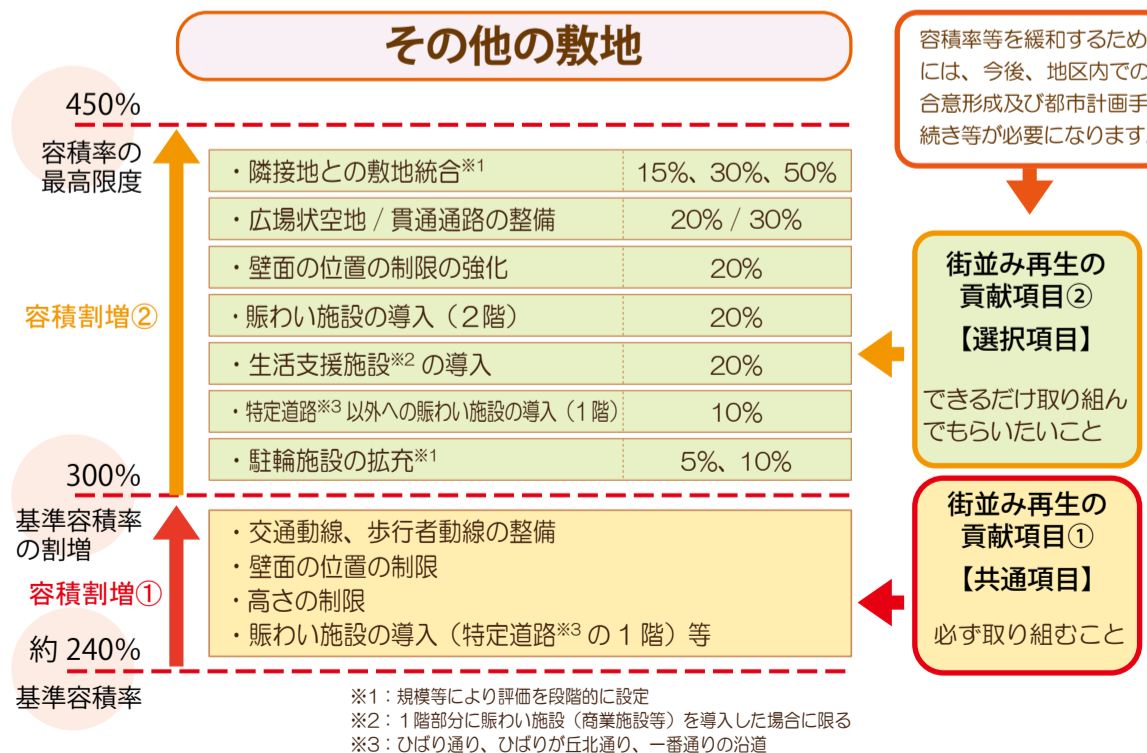 その他の敷地
容積率等を緩和するため
には、今後、地区内での
合意形成及び都市計画手
続き等が必要になります
450%
容積率の
最高限度
・隣接地との敷地統合※1 15%、30%、50%
・広場状空地 / 貫通通路の整備 20% / 30%
・壁面の位置の制限の強化 20%
・賑わい施設の導入（2階） 20%
・生活支援施設※2 の導入 20%
・特定道路※3 以外への賑わい施設の導入（1階） 10%
・駐輪施設の拡充※1 5%、10%
容積割増②
街並み再生の
貢献項目②
【選択項目】
できるだけ取り組ん
でもらいたいこと
300%
基準容積率
の割増
容積割増①
・交通動線、歩行者動線の整備
・壁面の位置の制限
・高さの制限
・賑わい施設の導入（特定道路※3 の 1 階）等
街並み再生の
貢献項目①
【共通項目】
必ず取り組むこと
約 240%
基準容積率
※1：規模等により評価を段階的に設定
※2：1階部分に賑わい施設（商業施設等）を導入した場合に限る
※3：ひばり通り、ひばりが丘北通り、一番通りの沿道